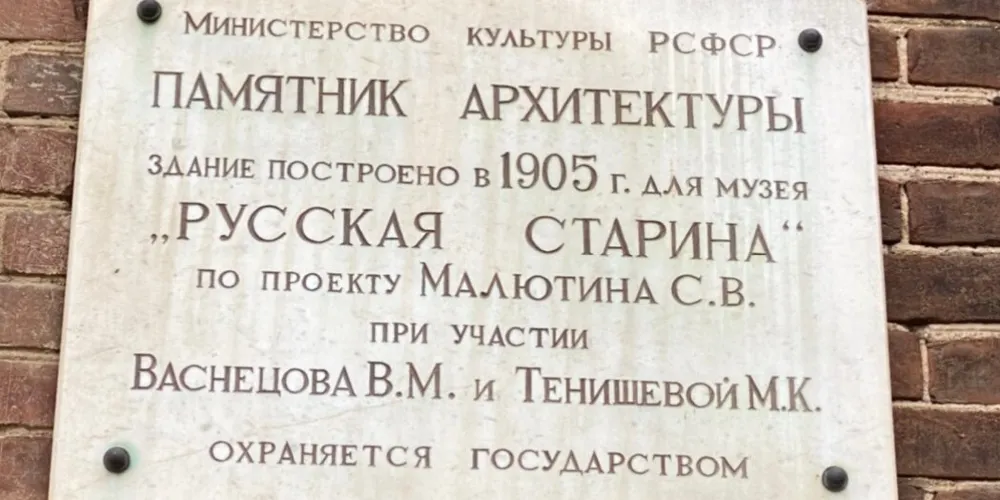 Министерство культуры РСФСР
ПАМЯТНИК АРХИТЕКТУРЫ
ЗДАНИЕ ПОСТРОЕНО В 1905 г. ДЛЯ МУЗЕЯ
„РУССКАЯ СТАРИНА“
ПО ПРОЕКТУ МАЛЮТИНА С.В.
ПРИ УЧАСТИИ
ВАСНЕЦОВА В.М. И ТЕНИШЕВОЙ М.К.
ОХРАНЯЕТСЯ ГОСУДАРСТВОМ